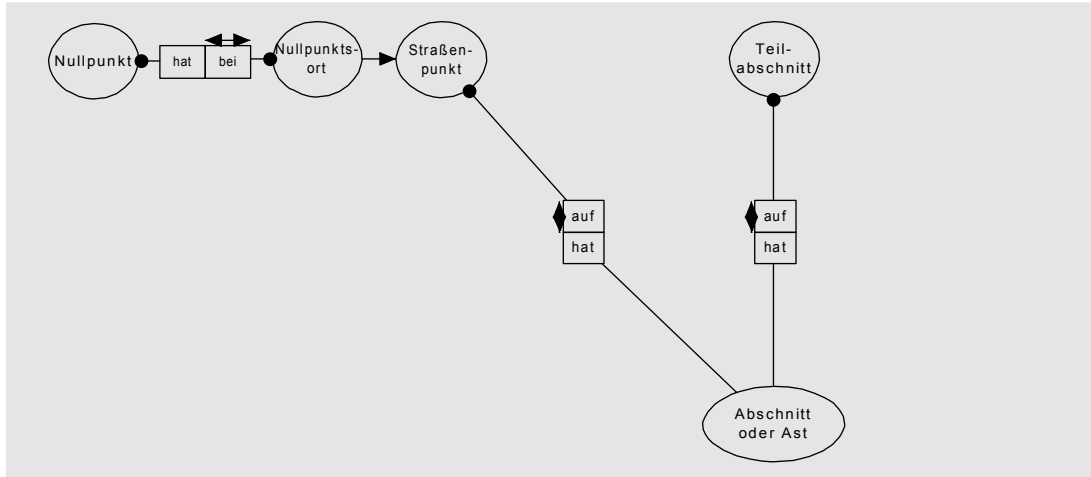 Nullpunkt
hat
bei
Nullpunkts-
ort
Straßen-
punkt
Teil-
abschnitt
auf
hat
auf
hat
Abschnitt
oder Ast